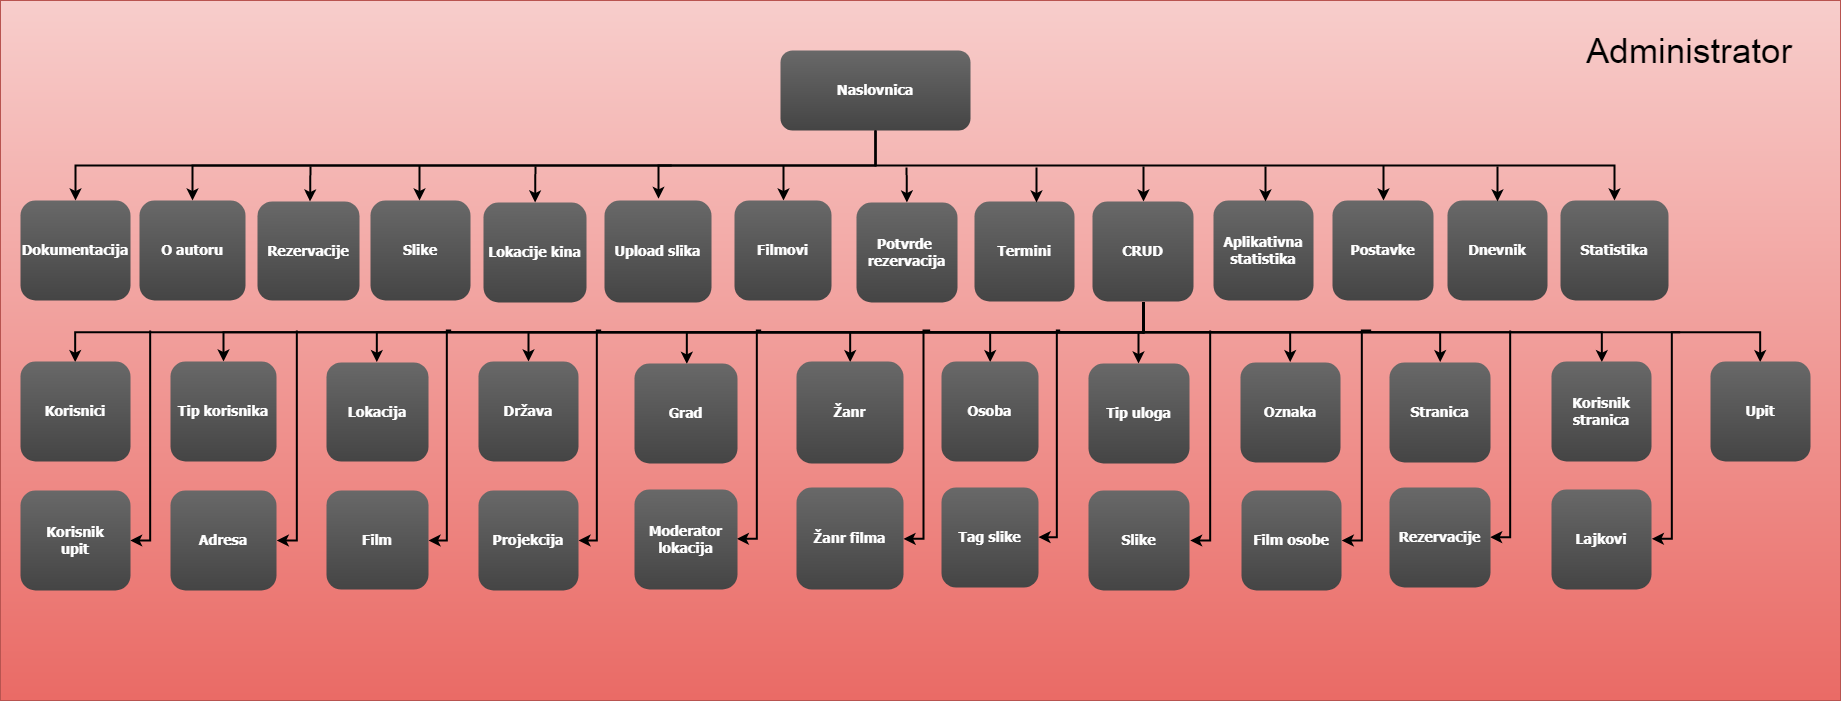 Administrator
Naslovnica
Dokumentacija
O autoru
Rezervacije
Slike
Lokacije kina
Upload slika
Filmovi
Potvrde
rezervacija
Termini
CRUD
Aplikativna
statistika
Postavke
Dnevnik
Statistika
Korisnici
Tip korisnika
Lokacija
Država
Grad
Žanr
Osoba
Tip uloga
Oznaka
Stranica
Korisnik
stranica
Upit
Korisnik
upit
Adresa
Film
Projekcija
Moderator
lokacija
Žanr filma
Tag slike
Slike
Film osobe
Rezervacije
Lajkovi